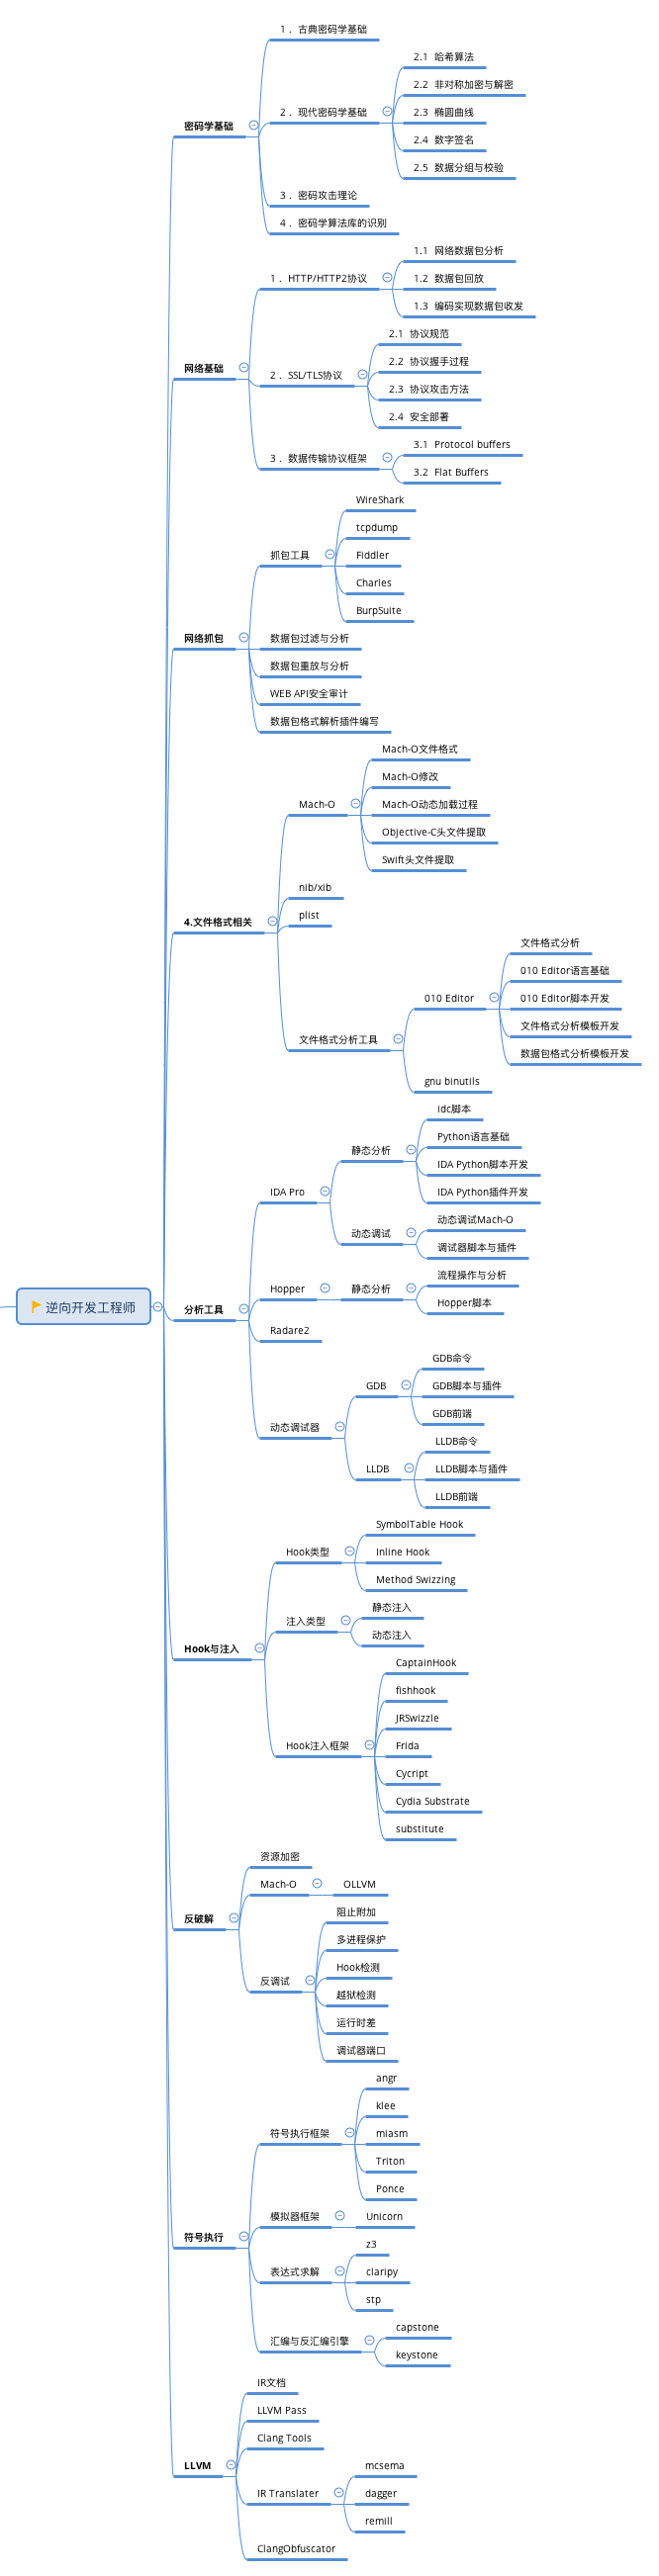 逆向开发工程师
密码学基础
1． 古典密码学基础
2． 现代密码学基础
2.1 哈希算法
2.2 非对称加密与解密
2.3 椭圆曲线
2.4 数字签名
2.5 数据分组与校验
3． 密码攻击理论
4． 密码学算法库的识别
网络基础
1． HTTP/HTTP2协议
1.1 网络数据包分析
1.2 数据包回放
1.3 编码实现数据包收发
2． SSL/TLS协议
2.1 协议规范
2.2 协议握手过程
2.3 协议攻击方法
2.4 安全部署
3． 数据传输协议框架
3.1 Protocol buffers
3.2 Flat Buffers
网络抓包
抓包工具
WireShark
tcpdump
Fiddler
Charles
BurpSuite
数据包过滤与分析
数据包重放与分析
WEB API安全审计
数据包格式解析插件编写
4.文件格式相关
Mach-O
Mach-O文件格式
Mach-O修改
Mach-O动态加载过程
Objective-C头文件提取
Swift头文件提取
nib/xib
plist
文件格式分析工具
010 Editor
文件格式分析
010 Editor语言基础
010 Editor脚本开发
文件格式分析模板开发
数据包格式分析模板开发
gnu binutils
分析工具
IDA Pro
静态分析
idc脚本
Python语言基础
IDA Python脚本开发
IDA Python插件开发
动态调试
动态调试Mach-O
调试器脚本与插件
Hopper
静态分析
流程操作与分析
Hopper脚本
Radare2
动态调试器
GDB
GDB命令
GDB脚本与插件
GDB前端
LLDB
LLDB命令
LLDB脚本与插件
LLDB前端
Hook与注入
Hook类型
SymbolTable Hook
Inline Hook
Method Swizzing
注入类型
静态注入
动态注入
Hook注入框架
CaptainHook
fishhook
JRSwizzle
Frida
Cycript
Cydia Substrate
substitute
反破解
资源加密
Mach-O
OLLVM
反调试
阻止附加
多进程保护
Hook检测
越狱检测
运行时差
调试器端口
符号执行
符号执行框架
angr
klee
miasm
Triton
Ponce
模拟器框架
Unicorn
表达式求解
z3
claripy
stp
汇编与反汇编引擎
capstone
keystone
LLVM
IR文档
LLVM Pass
Clang Tools
IR Translater
mcsema
dagger
remill
ClangObfuscator